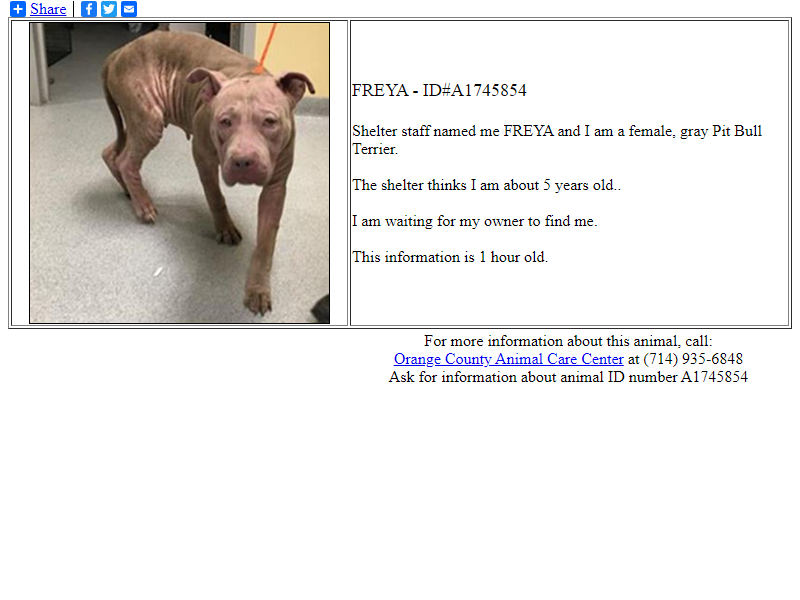 Share |
FREYA - ID#A1745854
Shelter staff named me FREYA and I am a female, gray Pit Bull
Terrier.
The shelter thinks I am about 5 years old..
I am waiting for my owner to find me.
This information is 1 hour old.
For more information about this animal, call:
Orange County Animal Care Center at (714) 935-6848
Ask for information about animal ID number A1745854